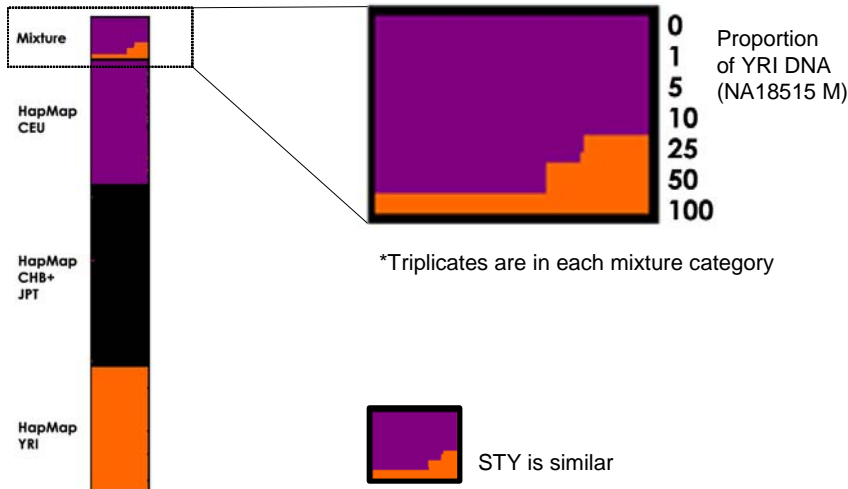 Mixture
HapMap
CEU
HapMap
CHB+
JPT
HapMap
YRI
0
1
5
10
25
50
100
Proportion
of YRI DNA
(NA18515 M)
*Triplicates are in each mixture category
STY is similar